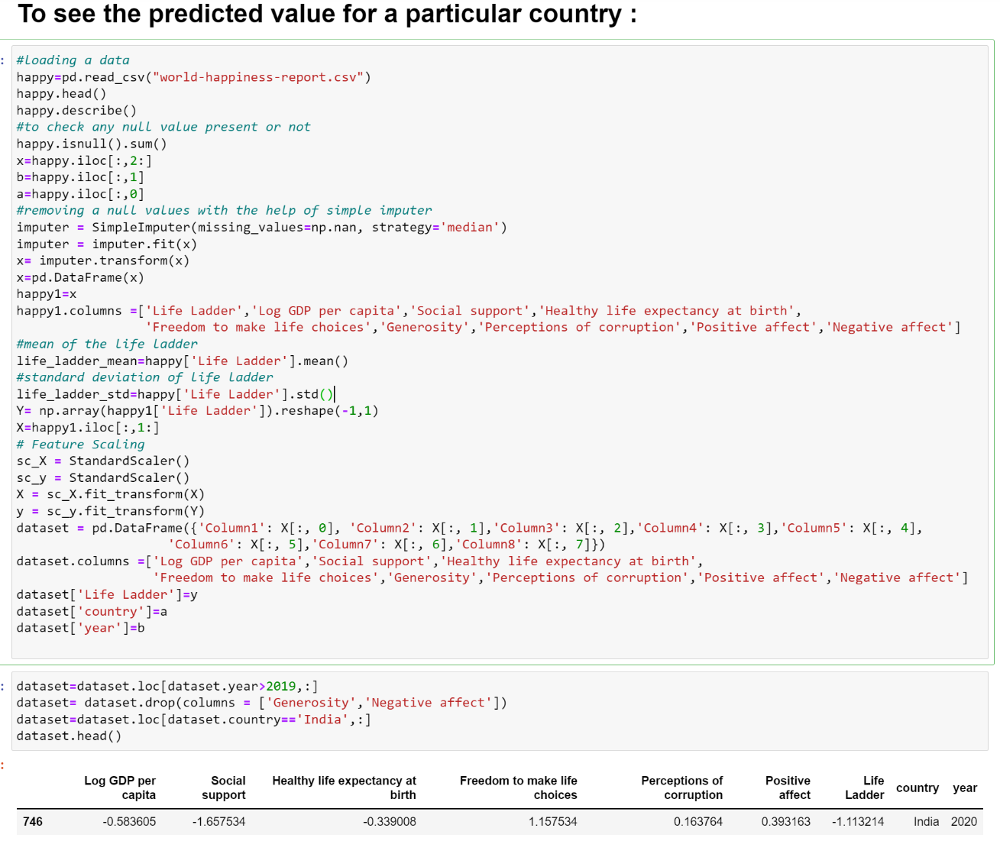 To see the predicted value for a particular country :
: #loading a data
happy=pd.read_csv("world-happiness-report.csv")
happy.head()
happy.describe()
#to check any null value present or not
happy.isnull().sum()
x=happy.iloc[:,2:]
b=happy.iloc[:,1]
a=happy.iloc[:,0]
#removing a null values with the help of simple imputer
imputer = SimpleImputer(missing_values=np.nan, strategy='median')
imputer = imputer.fit(x)
x= imputer.transform(x)
x=pd.DataFrame(x)
happy1=x
happy1.columns =['Life Ladder','Log GDP per capita','Social support','Healthy life expectancy at birth',
'Freedom to make life choices','Generosity','Perceptions of corruption','Positive affect','Negative affect']
#mean of the life ladder
life_ladder_mean=happy['Life Ladder'].mean()
#standard deviation of life ladder
life_ladder_std=happy['Life Ladder'].std()
Y= np.array(happy1['Life Ladder']).reshape(-1,1)
X=happy1.iloc[:,1:]
# Feature Scaling
sc_X = StandardScaler()
sc_y = StandardScaler()
X = sc_X.fit_transform(X)
y = sc_y.fit_transform(Y)
dataset = pd.DataFrame({'Column1': X[:, 0], 'Column2': X[:, 1],'Column3': X[:, 2],'Column4': X[:, 3],'Column5': X[:, 4],
'Column6': X[:, 5],'Column7': X[:, 6],'Column8': X[:, 7]})
dataset.columns =['Log GDP per capita','Social support','Healthy life expectancy at birth',
'Freedom to make life choices','Generosity','Perceptions of corruption','Positive affect','Negative affect']
dataset['Life Ladder']=y
dataset['country']=a
dataset['year']=b
: dataset=dataset.loc[dataset.year>2019,:]
dataset= dataset.drop(columns = ['Generosity','Negative affect'])
dataset=dataset.loc[dataset.country=='India',:]
dataset.head()
:
Log GDP per Social Healthy life expectancy at Freedom to make life Perceptions of Positive Life country year
capita support birth choices corruption affect Ladder
746 -0.583605 -1.657534 -0.339008 1.157534 0.163764 0.393163 -1.113214 India 2020